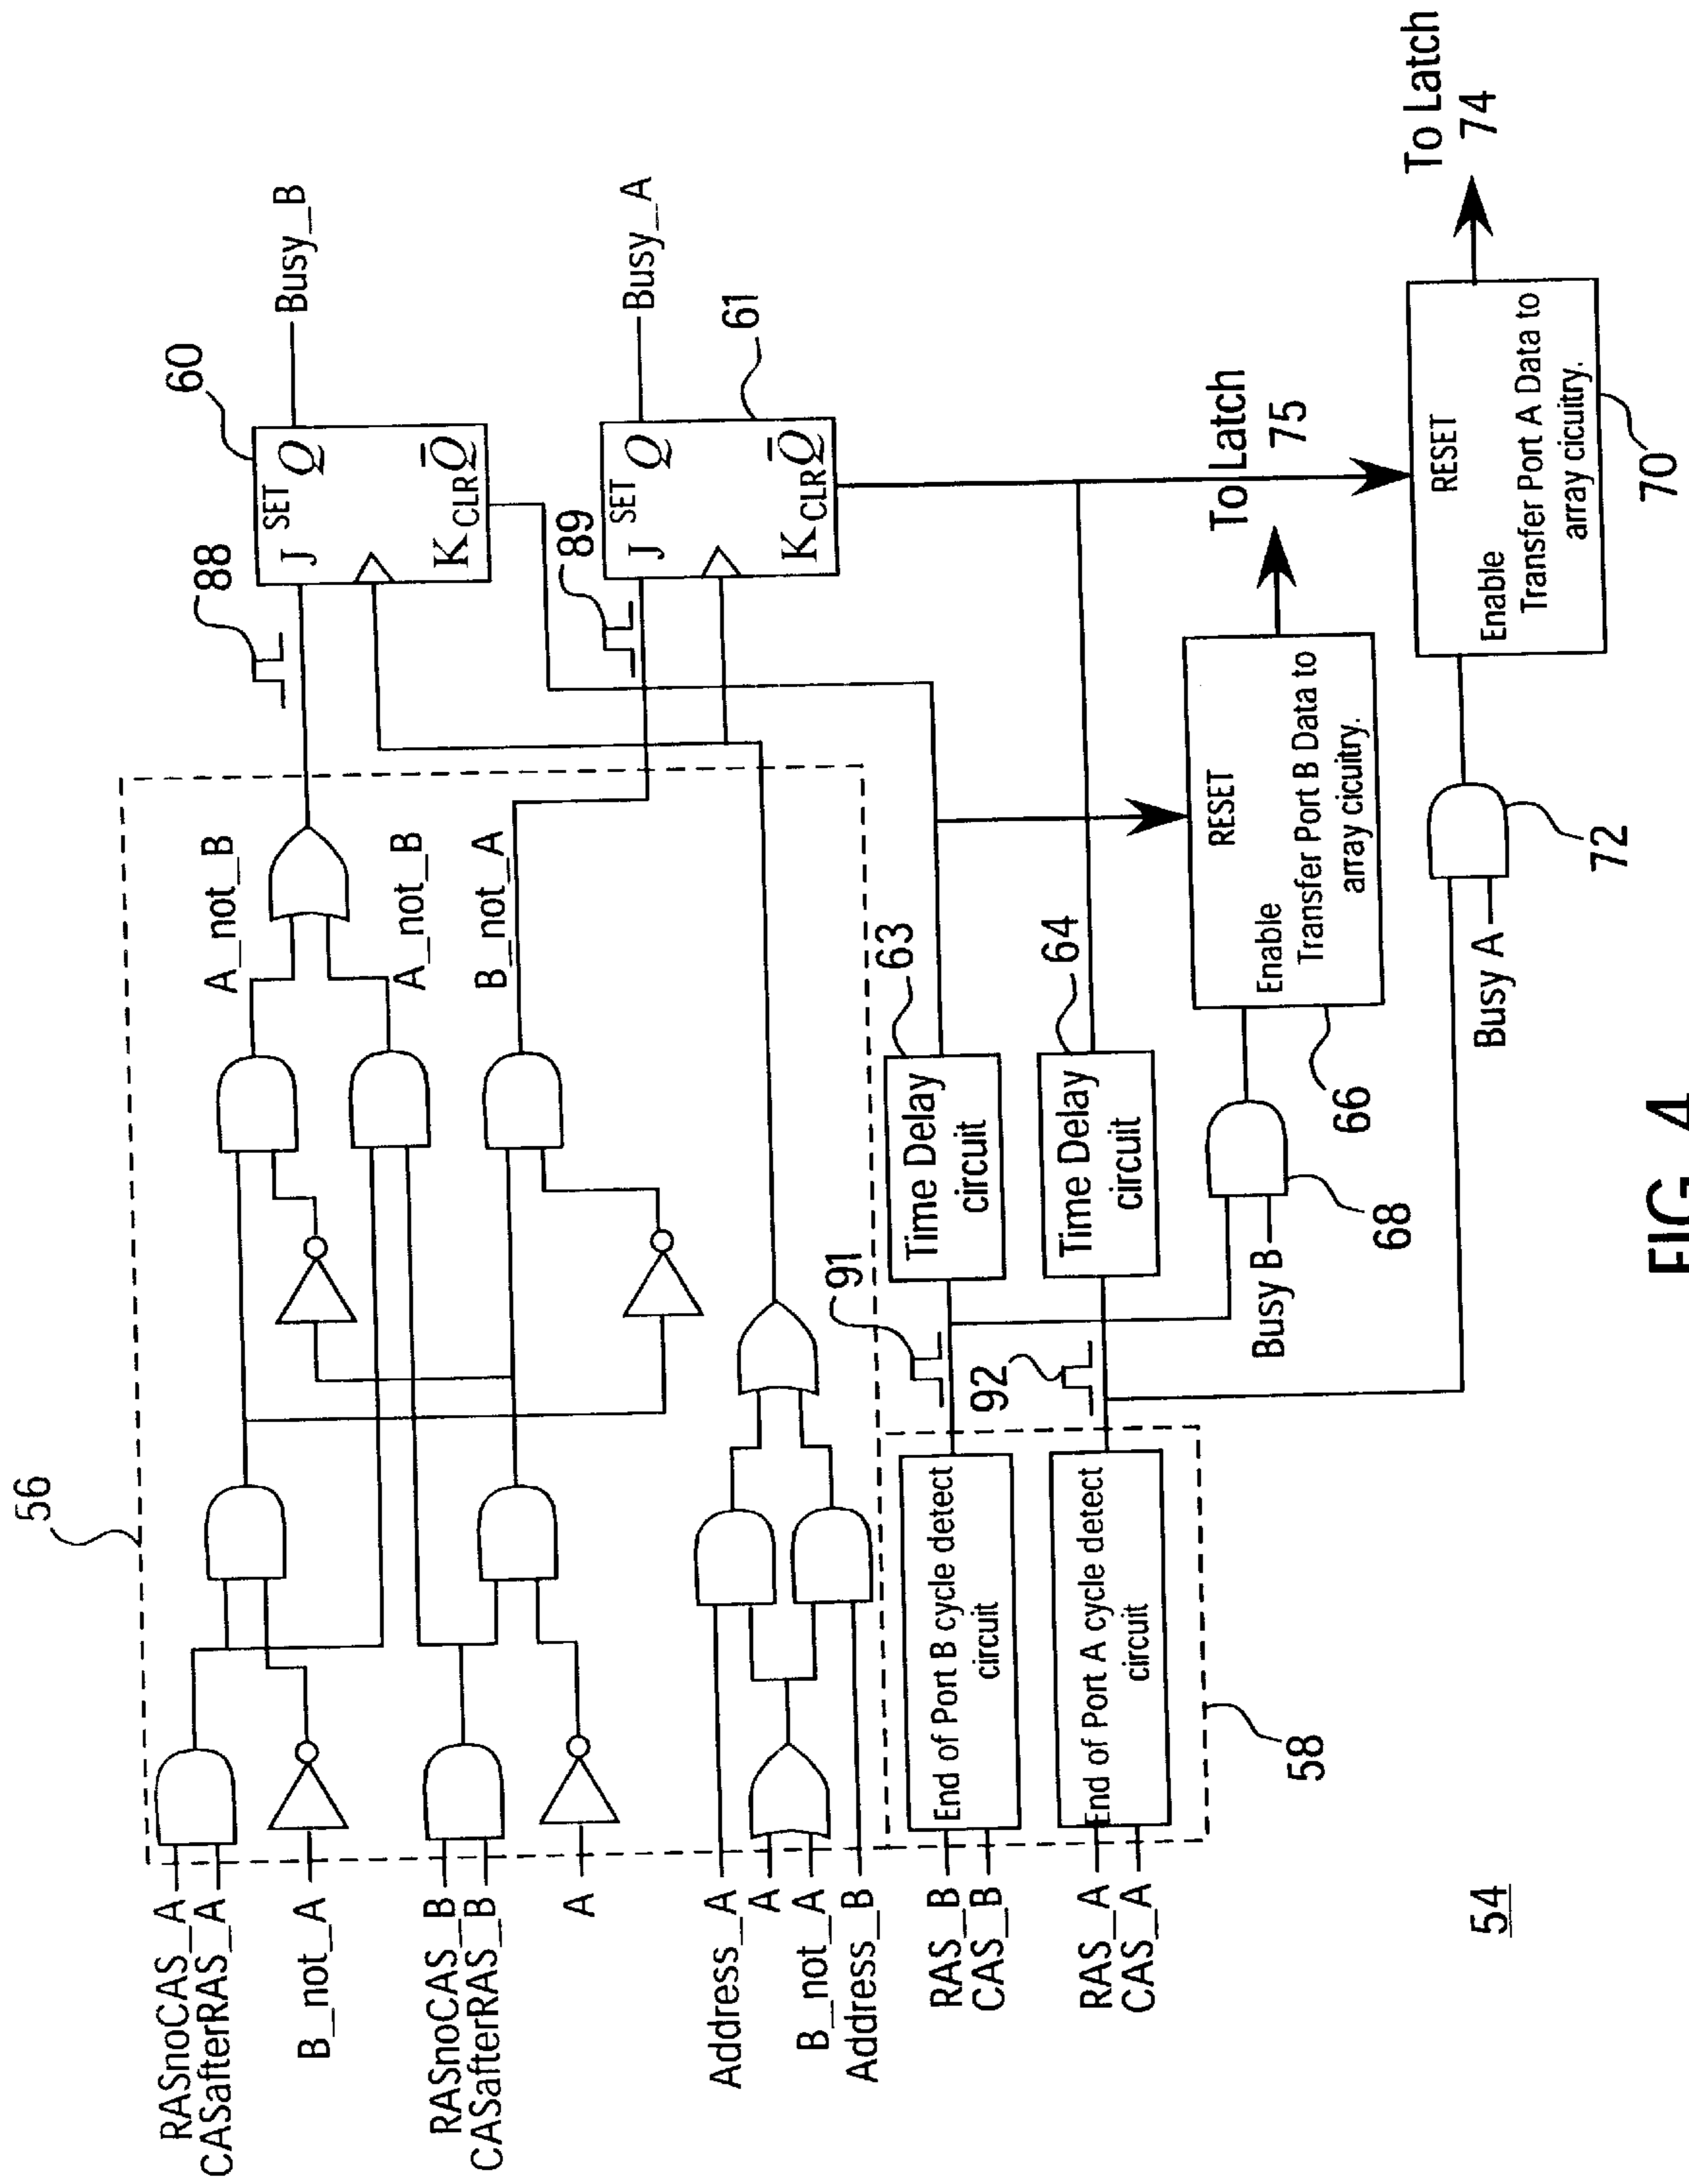 56
RASnoCAS_A
CASafterRAS_A
B_not_A
RASnoCAS_B
CASafterRAS_B
A
Address_A
A
B_not_A
Address_B
A_not_B
A_not_B
B_not_A
88
60
J SET Q
K CLR Q̅
Busy_B
89
61
J SET Q
K CLR Q̅
Busy_A
RAS_B
CAS_B
End of Port B cycle detect
circuit
RAS_A
CAS_A
End of Port A cycle detect
circuit
58
91
92
63
Time Delay
circuit
64
Time Delay
circuit
Busy B
68
66
RESET
Enable
Transfer Port B Data to
array cicuitry.
To Latch
75
Busy A
72
70
RESET
Enable
Transfer Port A Data to
array cicuitry.
To Latch
74
54
FIG. 4